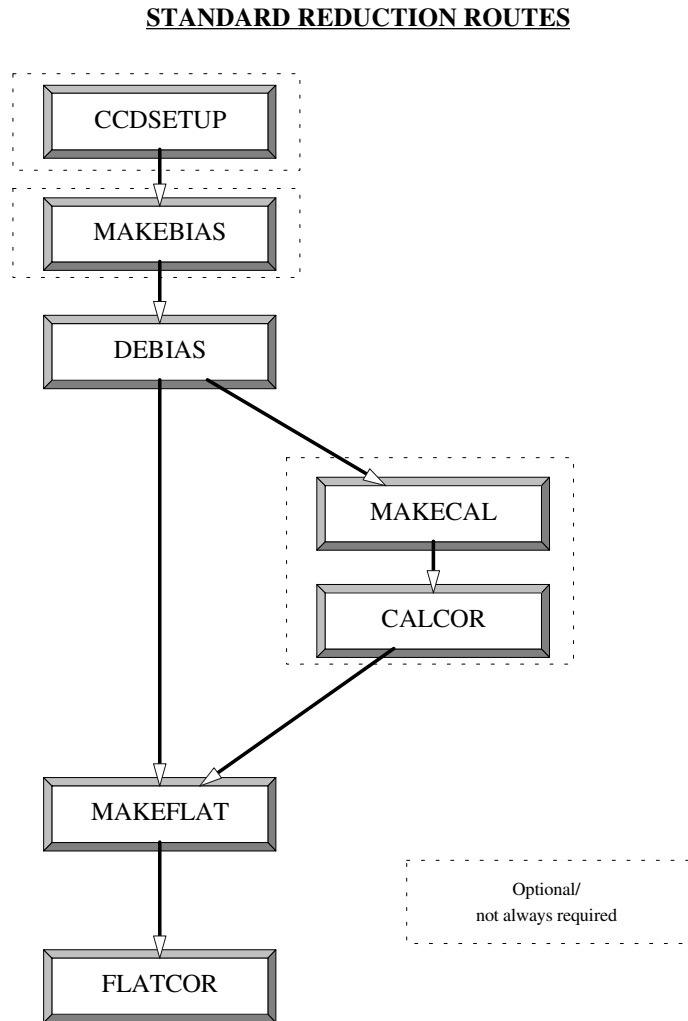 STANDARD REDUCTION ROUTES
CCDSETUP
MAKEBIAS
DEBIAS
MAKECAL
CALCOR
MAKEFLAT
Optional/
not always required
FLATCOR